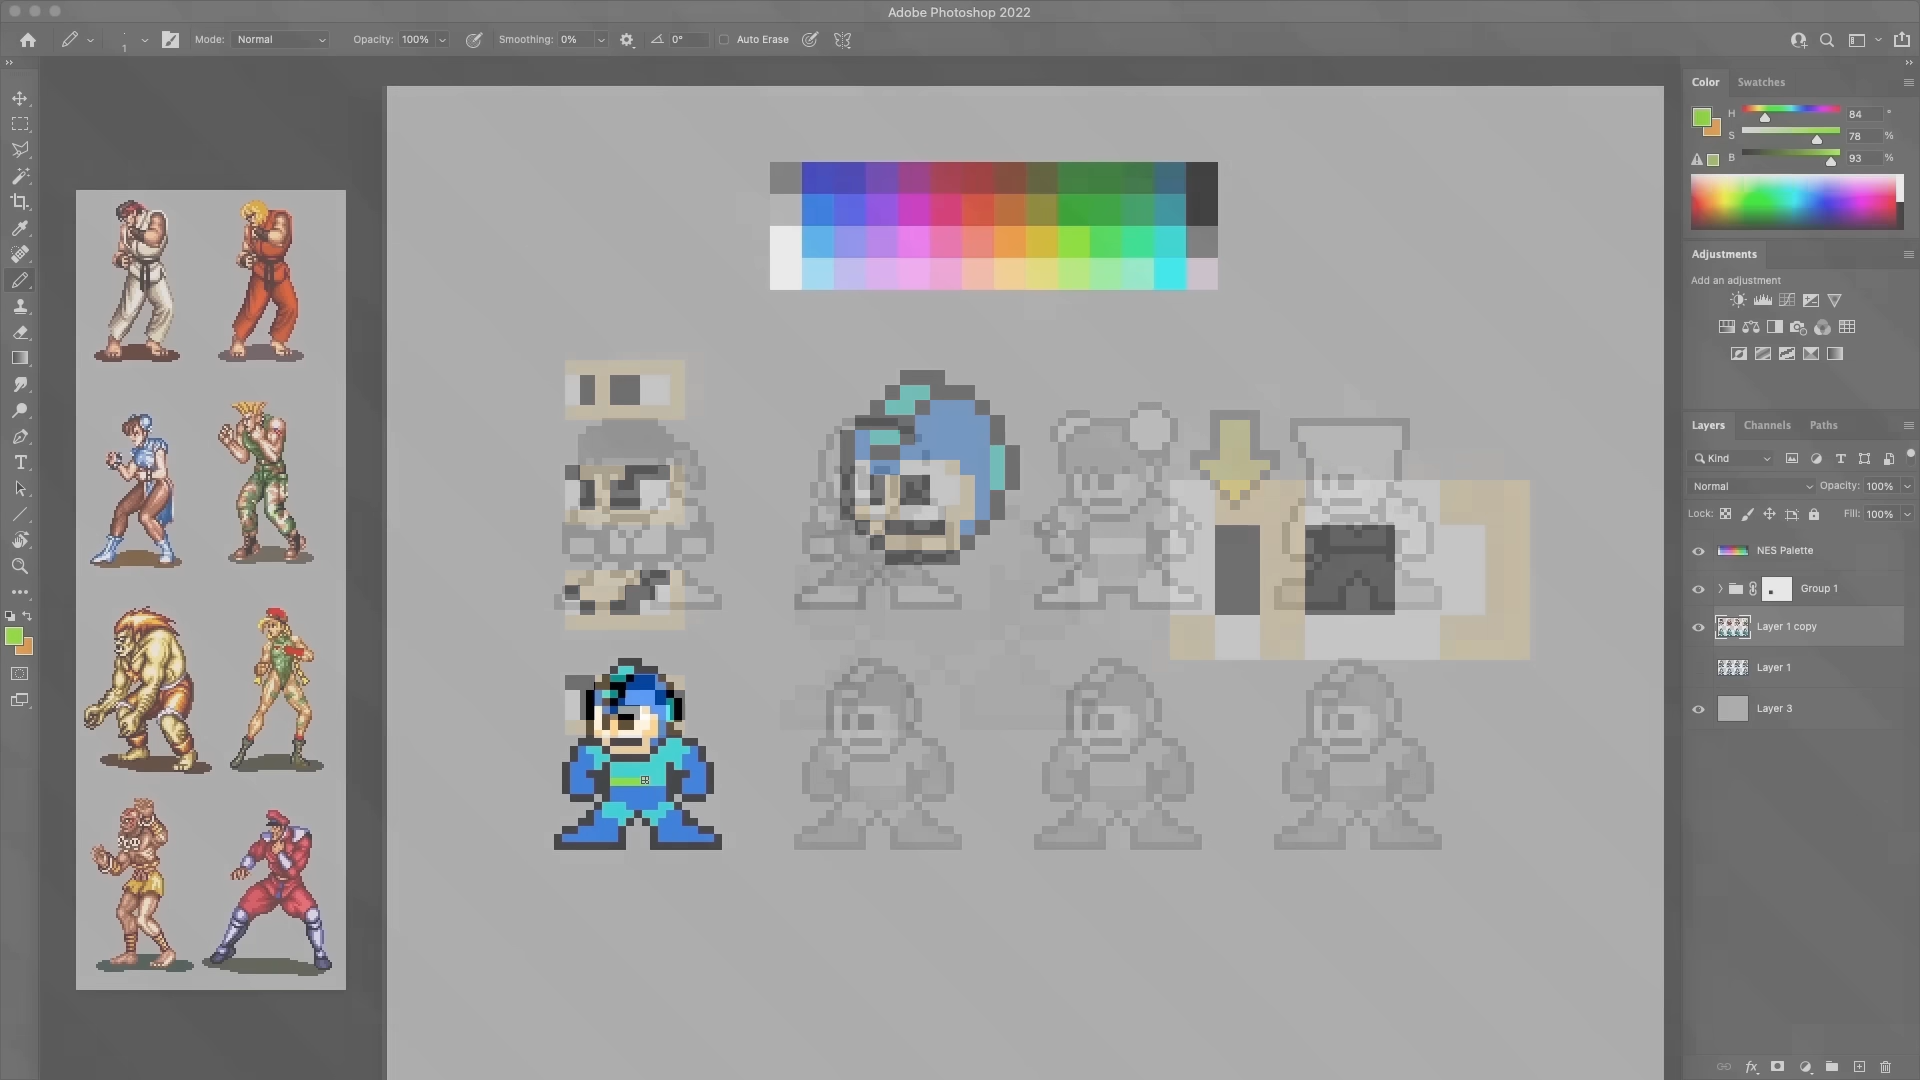 Adobe Photoshop 2022
1
Mode: Normal
Opacity: 100%
Smoothing: 0%
0°
Auto Erase
Color
Swatches
H
84
°
S
78
%
B
93
%
Adjustments
Add an adjustment
Layers
Channels
Paths
Kind
Normal
Opacity: 100%
Lock:
Fill: 100%
NES Palette
Group 1
Layer 1 copy
Layer 1
Layer 3